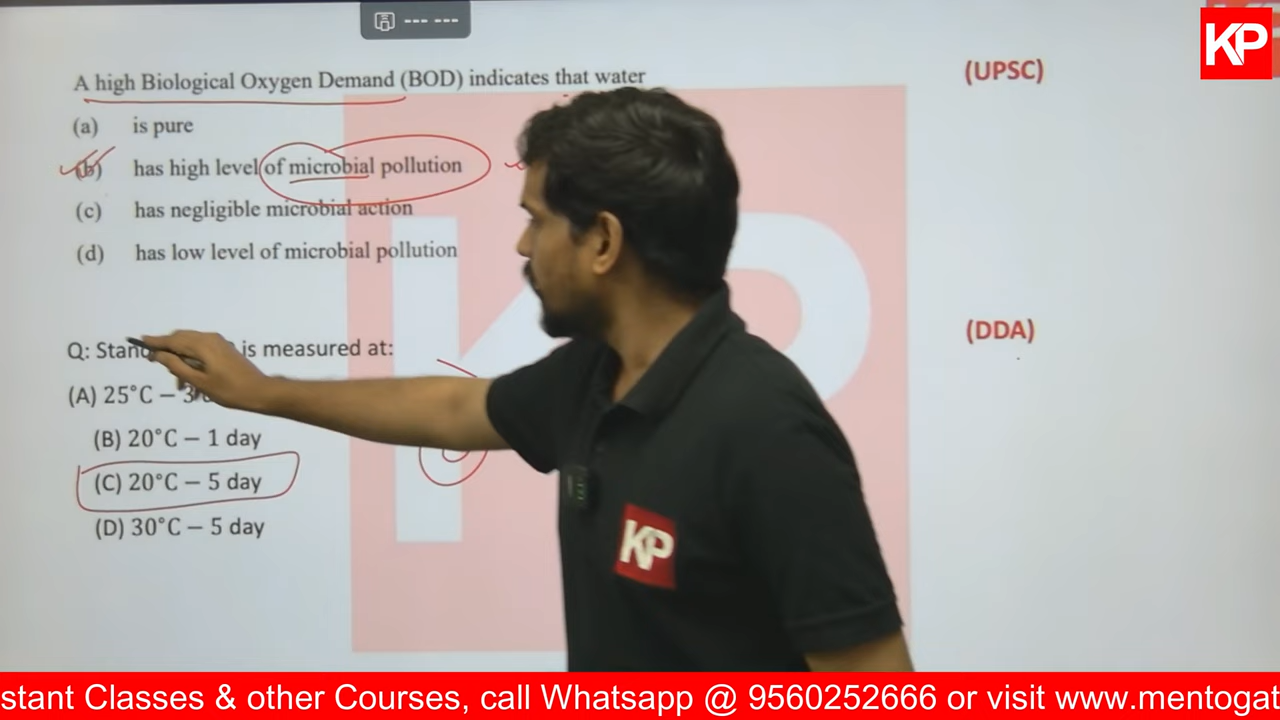 KP
A high Biological Oxygen Demand (BOD) indicates that water (UPSC)
(a) is pure
(b) has high level of microbial pollution
(c) has negligible microbial action
(d) has low level of microbial pollution
Q: is measured at: (DDA)
(A) 25°C – 3
(B) 20°C – 1 day
(C) 20°C – 5 day
(D) 30°C – 5 day
KP
stant Classes & other Courses, call Whatsapp @ 9560252666 or visit www.mentogat